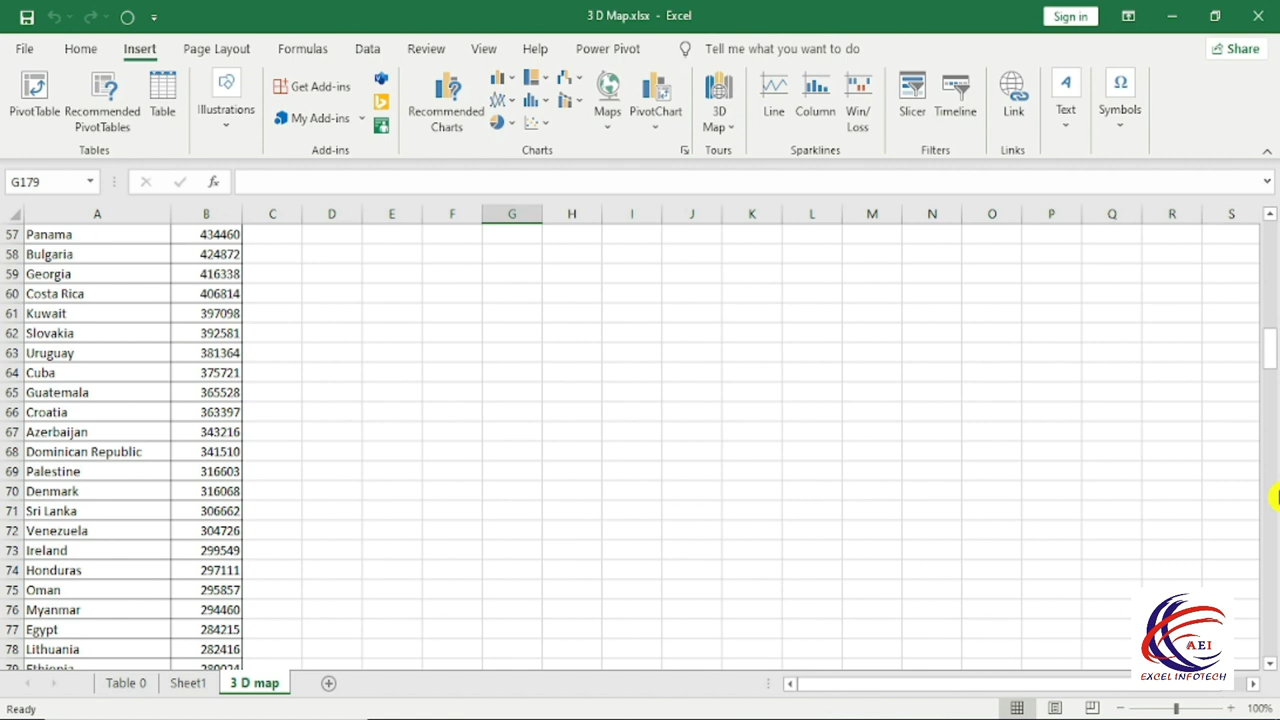 3 D Map.xlsx - Excel
Sign in
File Home Insert Page Layout Formulas Data Review View Help Power Pivot Tell me what you want to do Share
PivotTable
Recommended
PivotTables
Table
Tables
Illustrations
Get Add-ins
My Add-ins
Add-ins
Recommended
Charts
Maps
PivotChart
Charts
3D
Map
Tours
Line
Column
Win/
Loss
Sparklines
Slicer
Timeline
Filters
Link
Links
Text
Ω
Symbols
G179
fx
A B C D E F G H I J K L M N O P Q R S
57 Panama 434460
58 Bulgaria 424872
59 Georgia 416338
60 Costa Rica 406814
61 Kuwait 397098
62 Slovakia 392581
63 Uruguay 381364
64 Cuba 375721
65 Guatemala 365528
66 Croatia 363397
67 Azerbaijan 343216
68 Dominican Republic 341510
69 Palestine 316603
70 Denmark 316068
71 Sri Lanka 306662
72 Venezuela 304726
73 Ireland 299549
74 Honduras 297111
75 Oman 295857
76 Myanmar 294460
77 Egypt 284215
78 Lithuania 282416
79 Ethiopia
AEI
EXCEL INFOTECH
Table 0 Sheet1 3 D map
Ready
100%